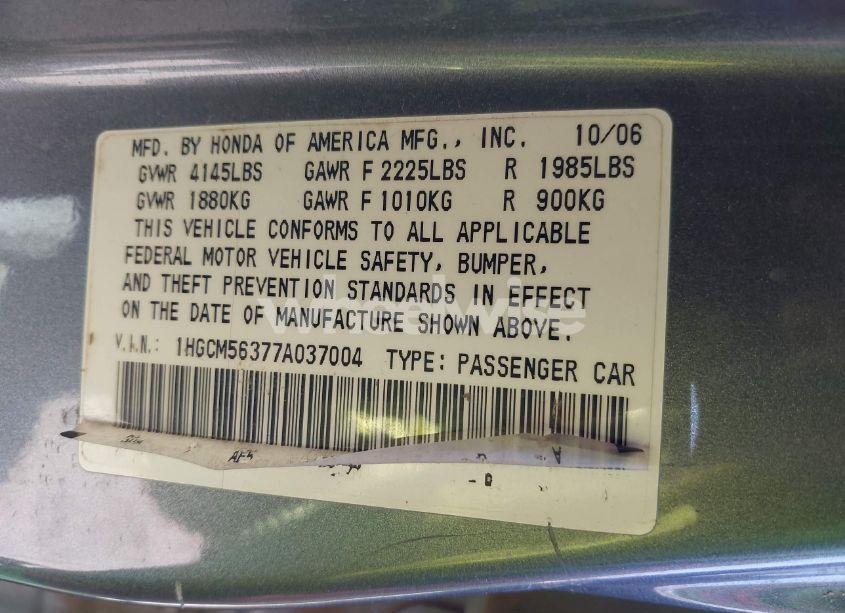 MFD. BY HONDA OF AMERICA MFG., INC. 10/06
GVWR 4145LBS GAWR F 2225LBS R 1985LBS
GVWR 1880KG GAWR F 1010KG R 900KG
THIS VEHICLE CONFORMS TO ALL APPLICABLE
FEDERAL MOTOR VEHICLE SAFETY, BUMPER,
AND THEFT PREVENTION STANDARDS IN EFFECT
ON THE DATE OF MANUFACTURE SHOWN ABOVE.
V.I.N.: 1HGCM56377A037004 TYPE: PASSENGER CAR